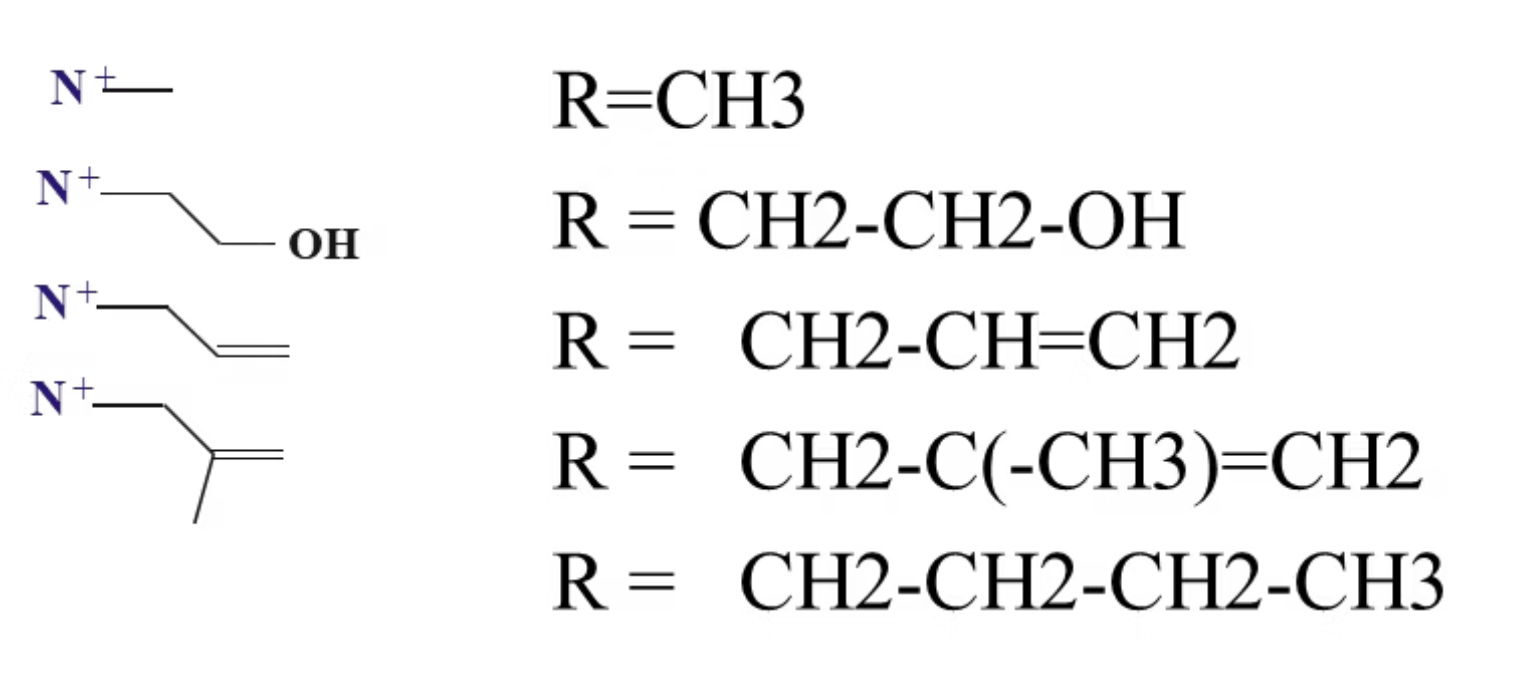 N+ R=CH3
N+ OH R = CH2-CH2-OH
N+ R = CH2-CH=CH2
N+ R = CH2-C(-CH3)=CH2
R = CH2-CH2-CH2-CH3